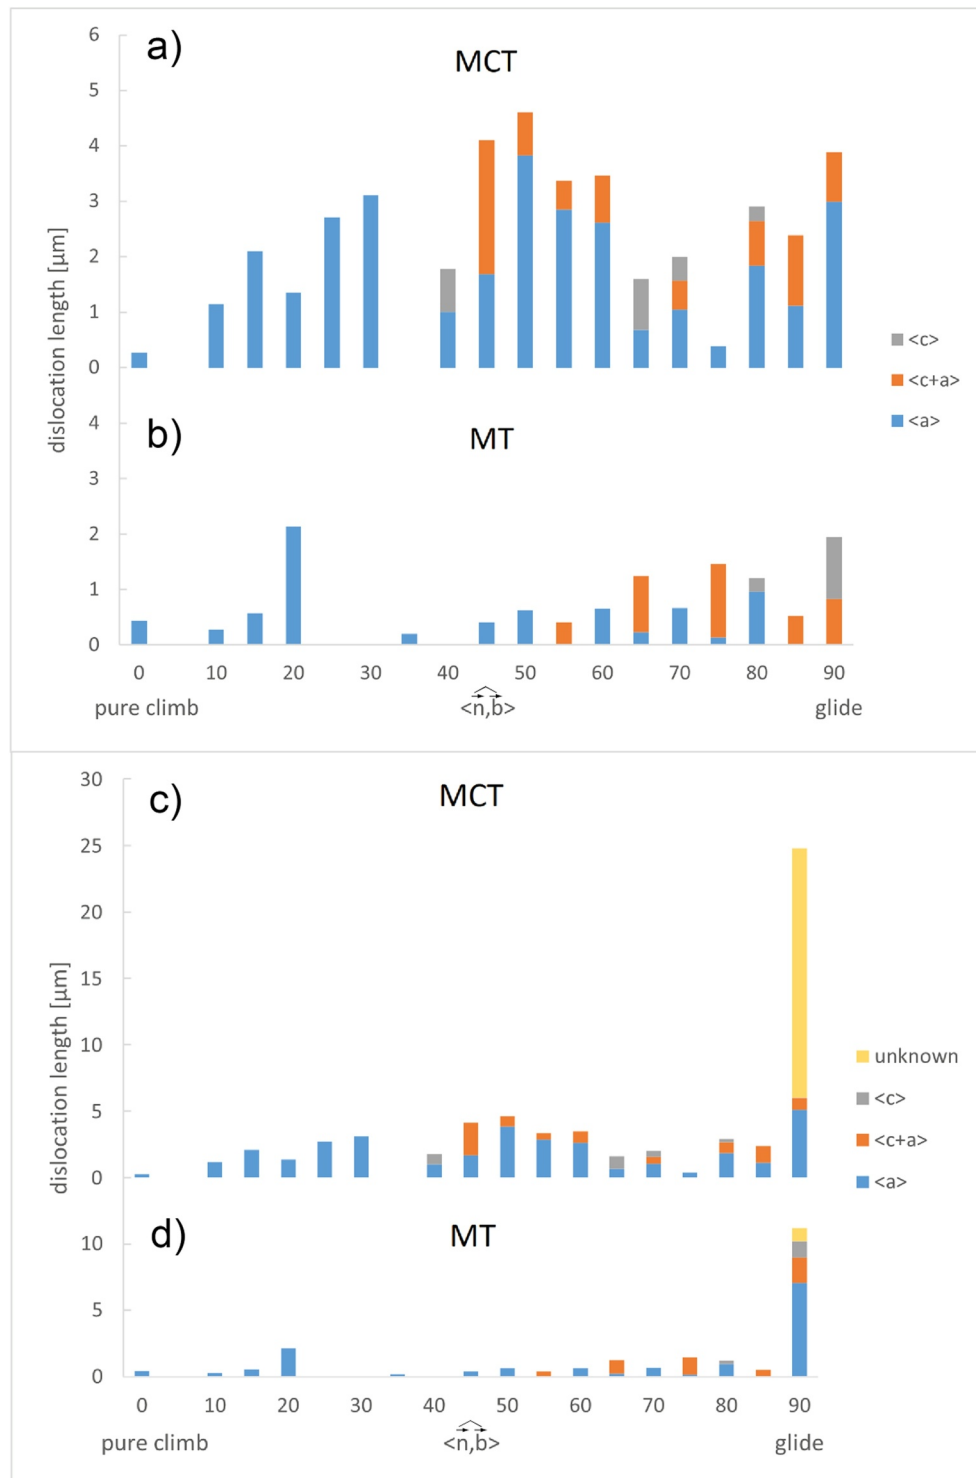 a)
MCT
6
5
4
3
2
1
0
dislocation length [µm]
<c>
<c+a>
<a>
b)
MT
4
3
2
1
0
0 10 20 30 40 50 60 70 80 90
pure climb <n,b> glide
c)
MCT
30
25
20
15
10
5
0
dislocation length [µm]
unknown
<c>
<c+a>
<a>
d)
MT
10
5
0
0 10 20 30 40 50 60 70 80 90
pure climb <n,b> glide